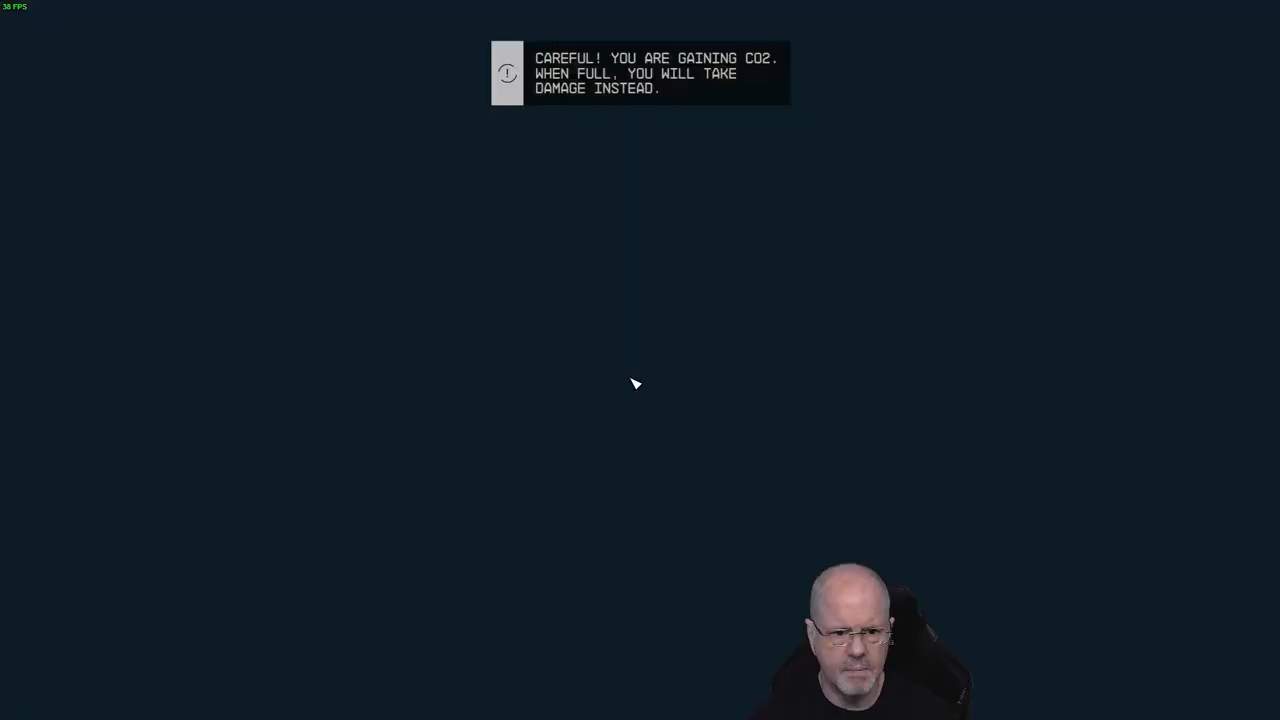 38 FPS
CAREFUL! YOU ARE GAINING CO2.
WHEN FULL, YOU WILL TAKE
DAMAGE INSTEAD.